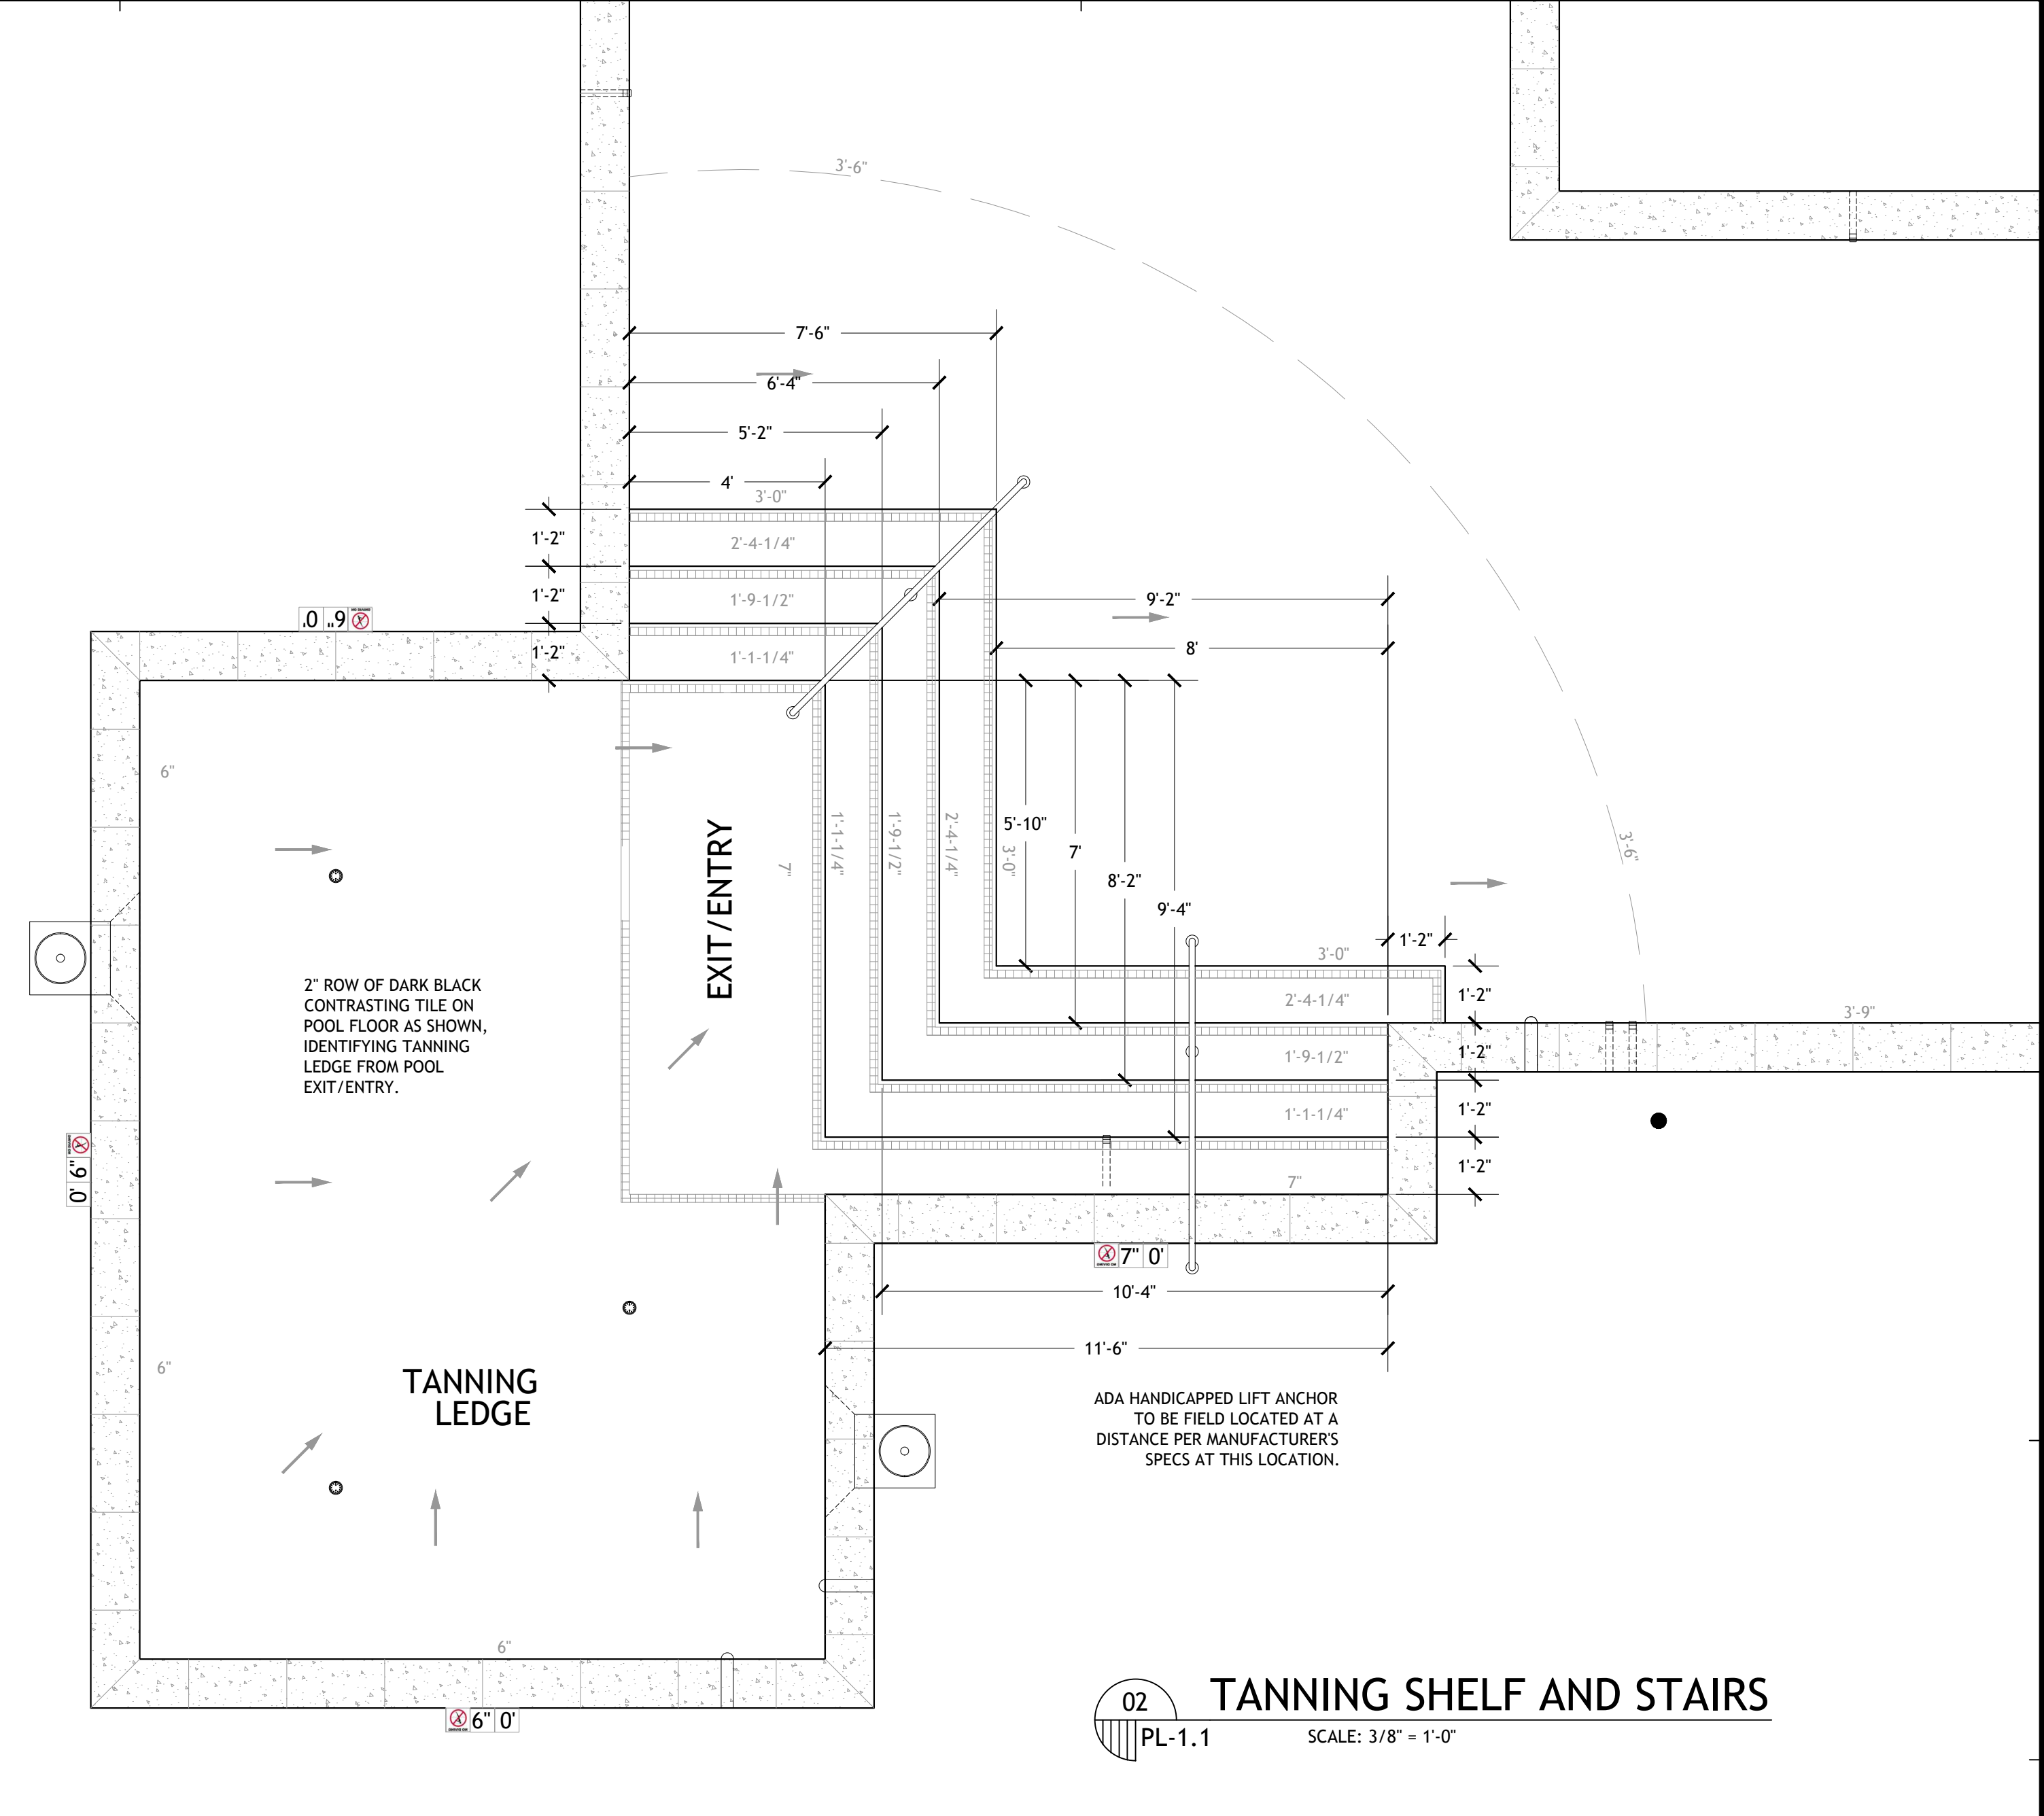 3'-6"
7'-6"
6'-4"
5'-2"
4'
3'-0"
1'-2"
2'-4-1/4"
1'-2"
1'-9-1/2"
9'-2"
0' 6"
1'-2"
1'-1-1/4"
8'
6"
EXIT/ENTRY
7"
1'-1-1/4"
1'-9-1/2"
2'-4-1/4"
3'-0"
5'-10"
7'
8'-2"
9'-4"
3'-6"
1'-2"
3'-0"
2'-4-1/4"
1'-2"
3'-9"
1'-9-1/2"
1'-2"
1'-1-1/4"
1'-2"
7"
1'-2"
2" ROW OF DARK BLACK
CONTRASTING TILE ON
POOL FLOOR AS SHOWN,
IDENTIFYING TANNING
LEDGE FROM POOL
EXIT/ENTRY.
0' 6"
7" 0'
10'-4"
11'-6"
6"
TANNING
LEDGE
ADA HANDICAPPED LIFT ANCHOR
TO BE FIELD LOCATED AT A
DISTANCE PER MANUFACTURER'S
SPECS AT THIS LOCATION.
6"
6" 0'
02
TANNING SHELF AND STAIRS
PL-1.1
SCALE: 3/8" = 1'-0"